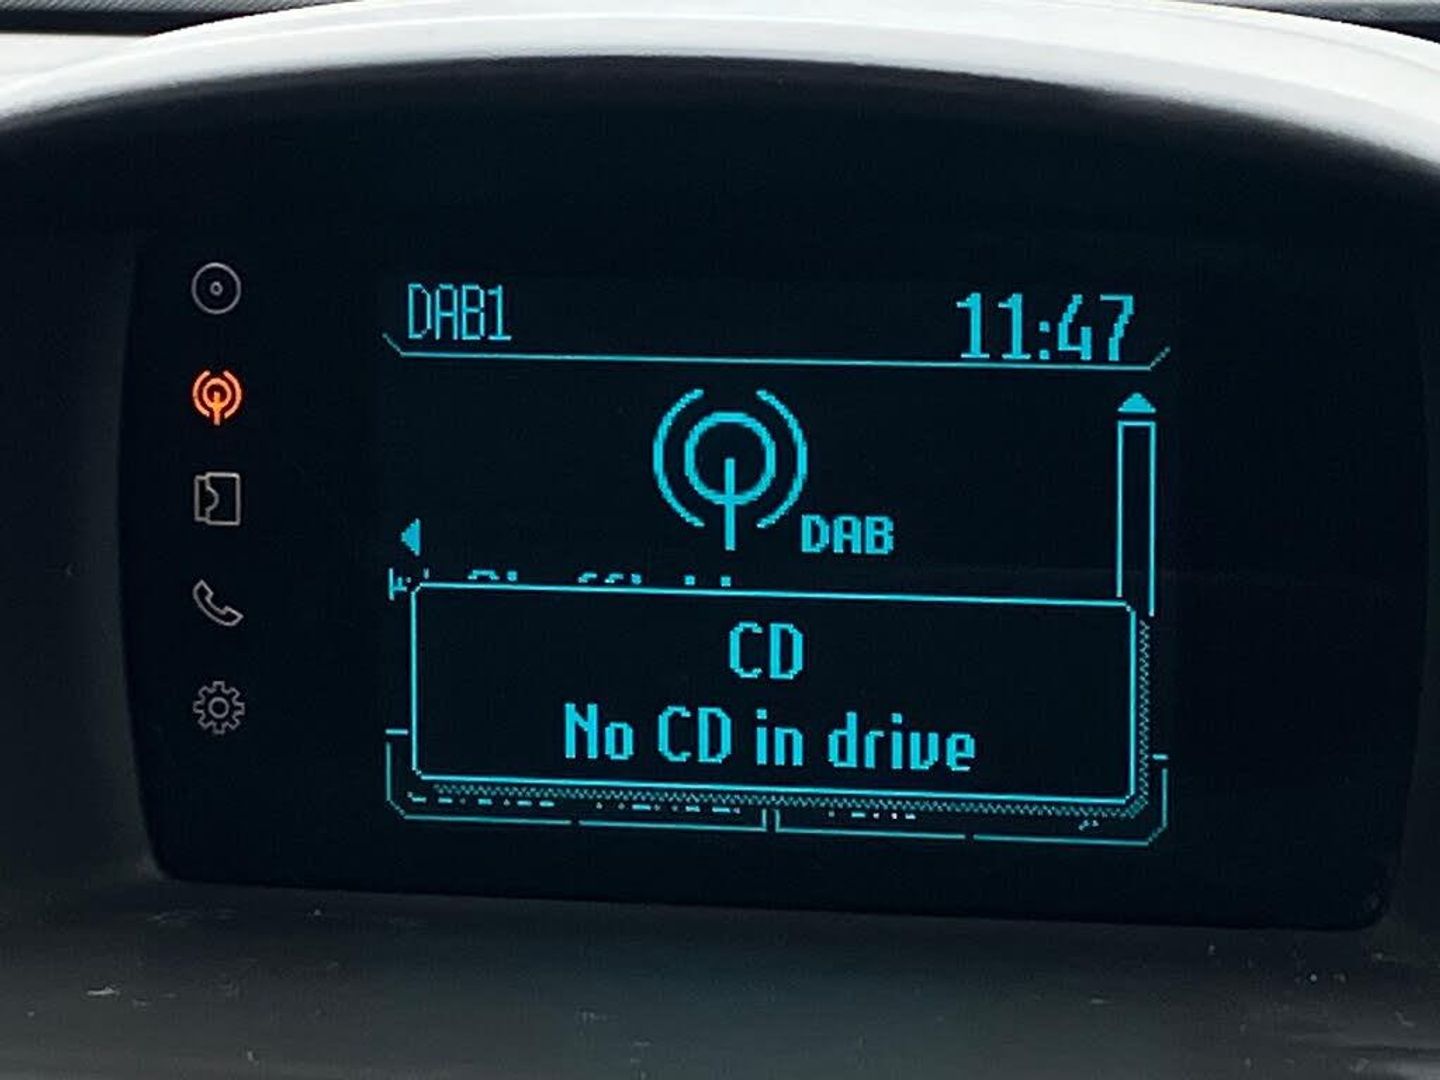 DAB1
11:47
DAB
CD
No CD in drive